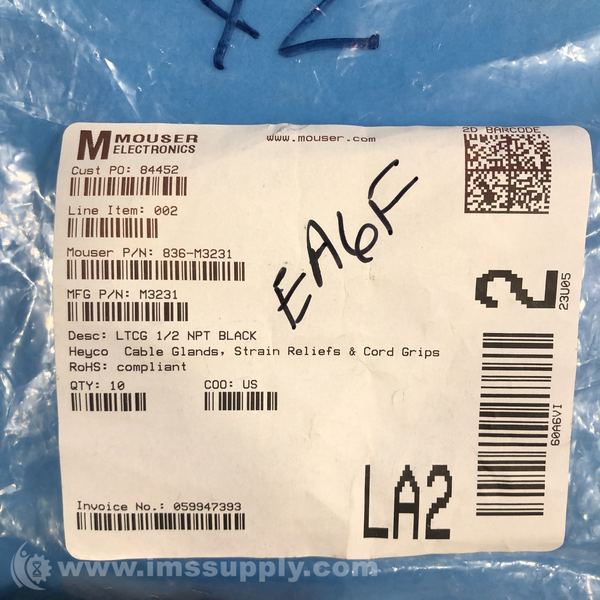 x2
MOUSER
ELECTRONICS
www.mouser.com
2D BARCODE
Cust PO: 84452
Line Item: 002
Mouser P/N: 836-M3231
MFG P/N: M3231
Desc: LTCG 1/2 NPT BLACK
Heyco Cable Glands, Strain Reliefs & Cord Grips
RoHS: compliant
QTY: 10 COO: US
Invoice No.: 059947393
EA6F
2
23U05
60A6VI
LA2
www.imssupply.com